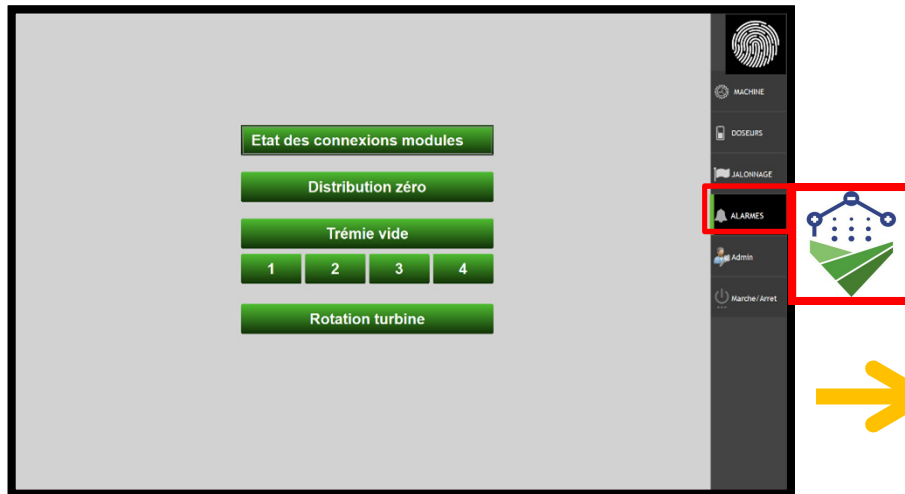 Etat des connexions modules
Distribution zéro
Trémie vide
1 2 3 4
Rotation turbine
MACHINE
DOSEURS
JALONNAGE
ALARMES
Admin
Marche/Arret